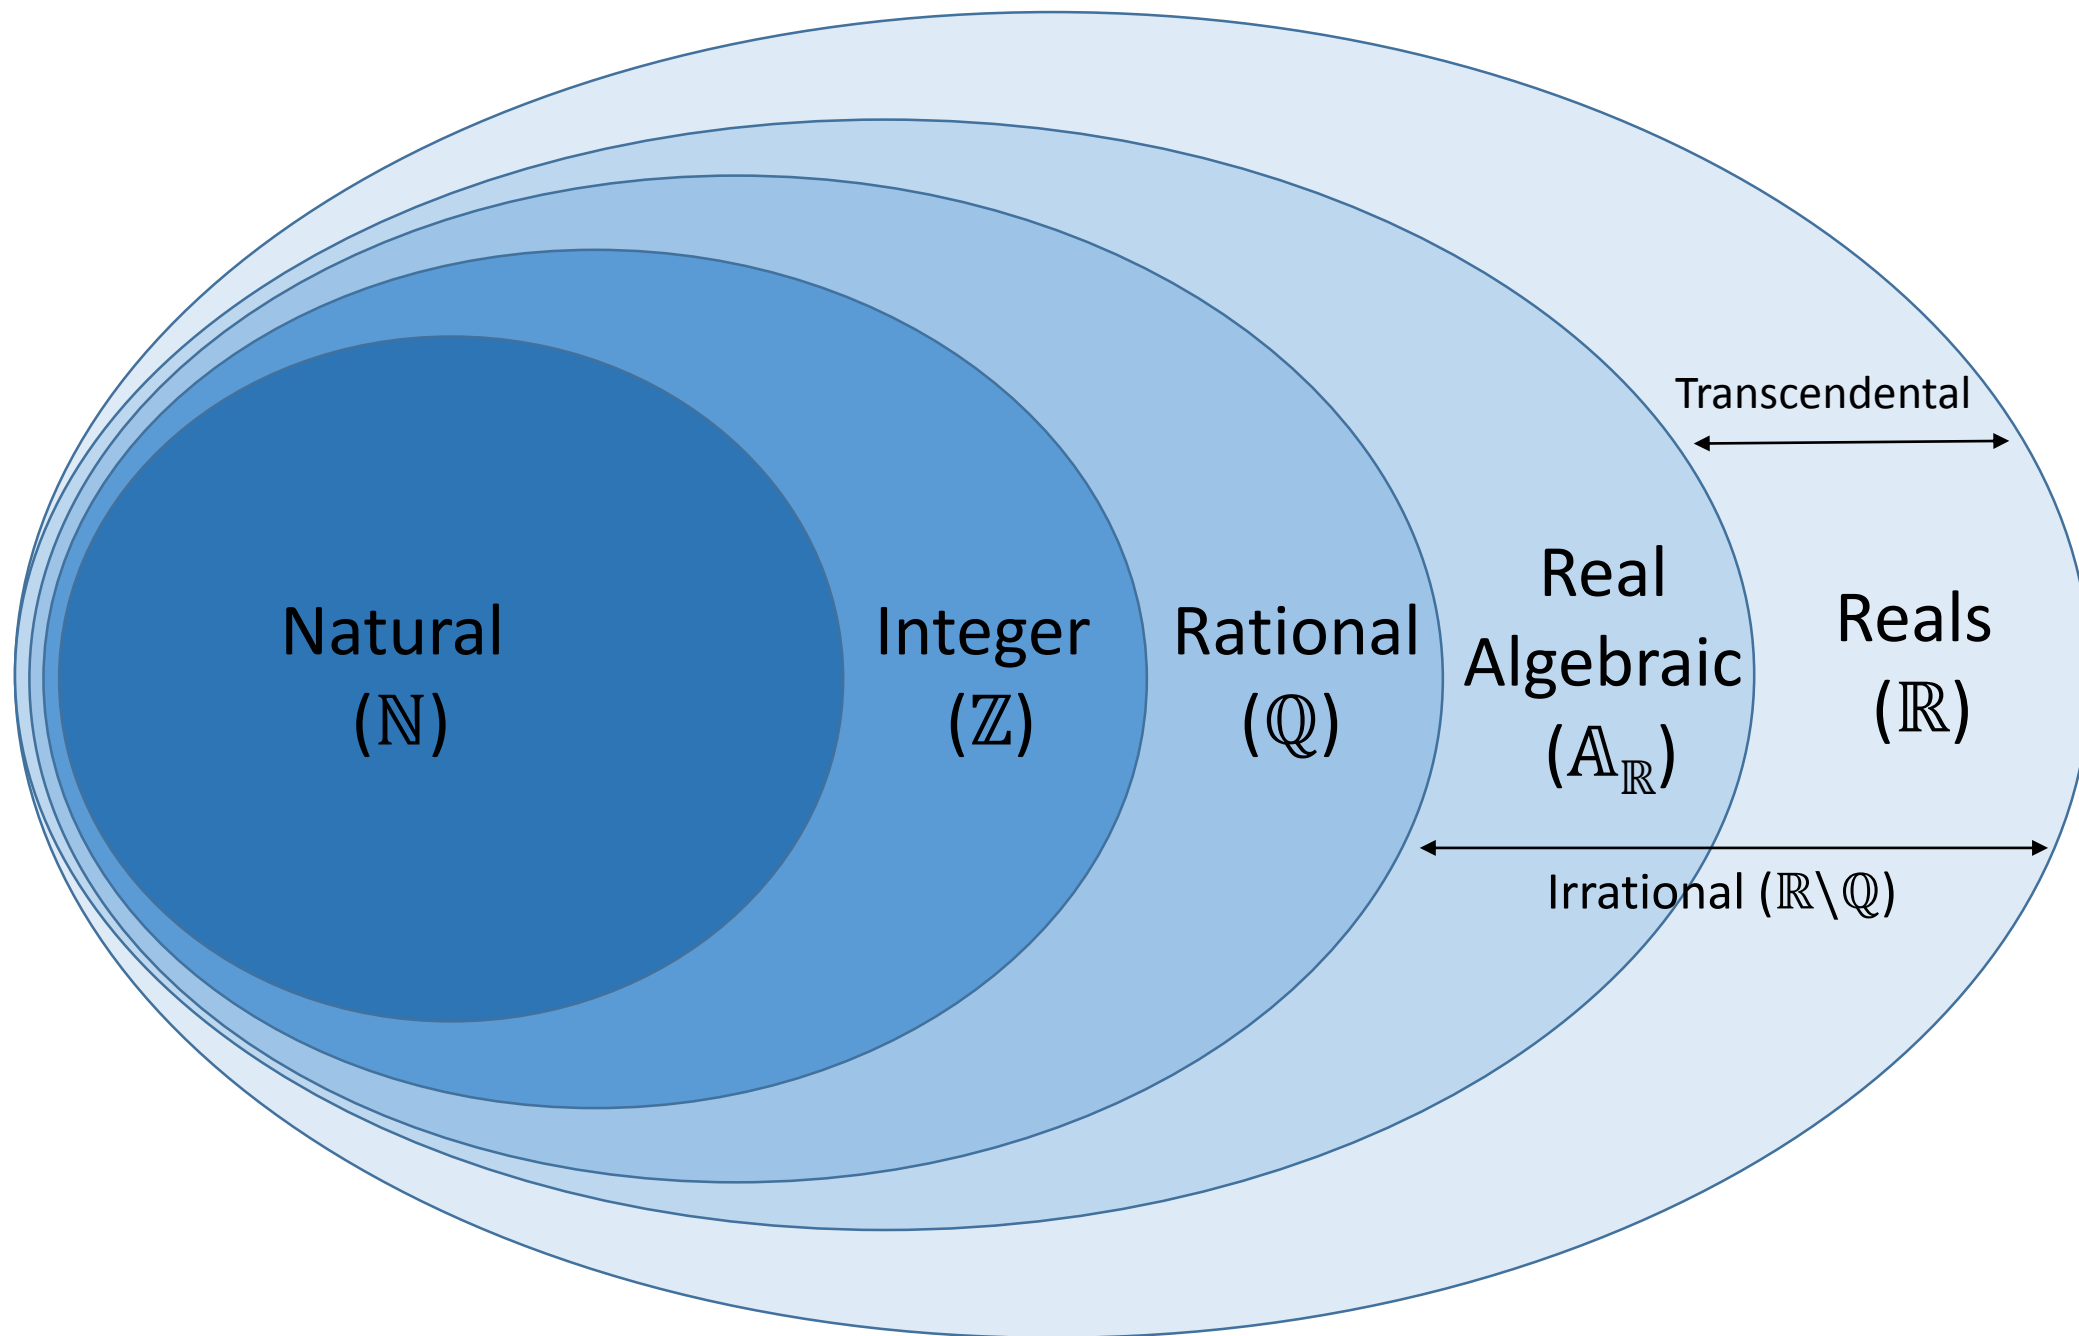 Transcendental
Natural
(ℕ)
Integer
(ℤ)
Rational
(ℚ)
Real
Algebraic
(𝔸ℝ)
Reals
(ℝ)
Irrational (ℝ\ℚ)